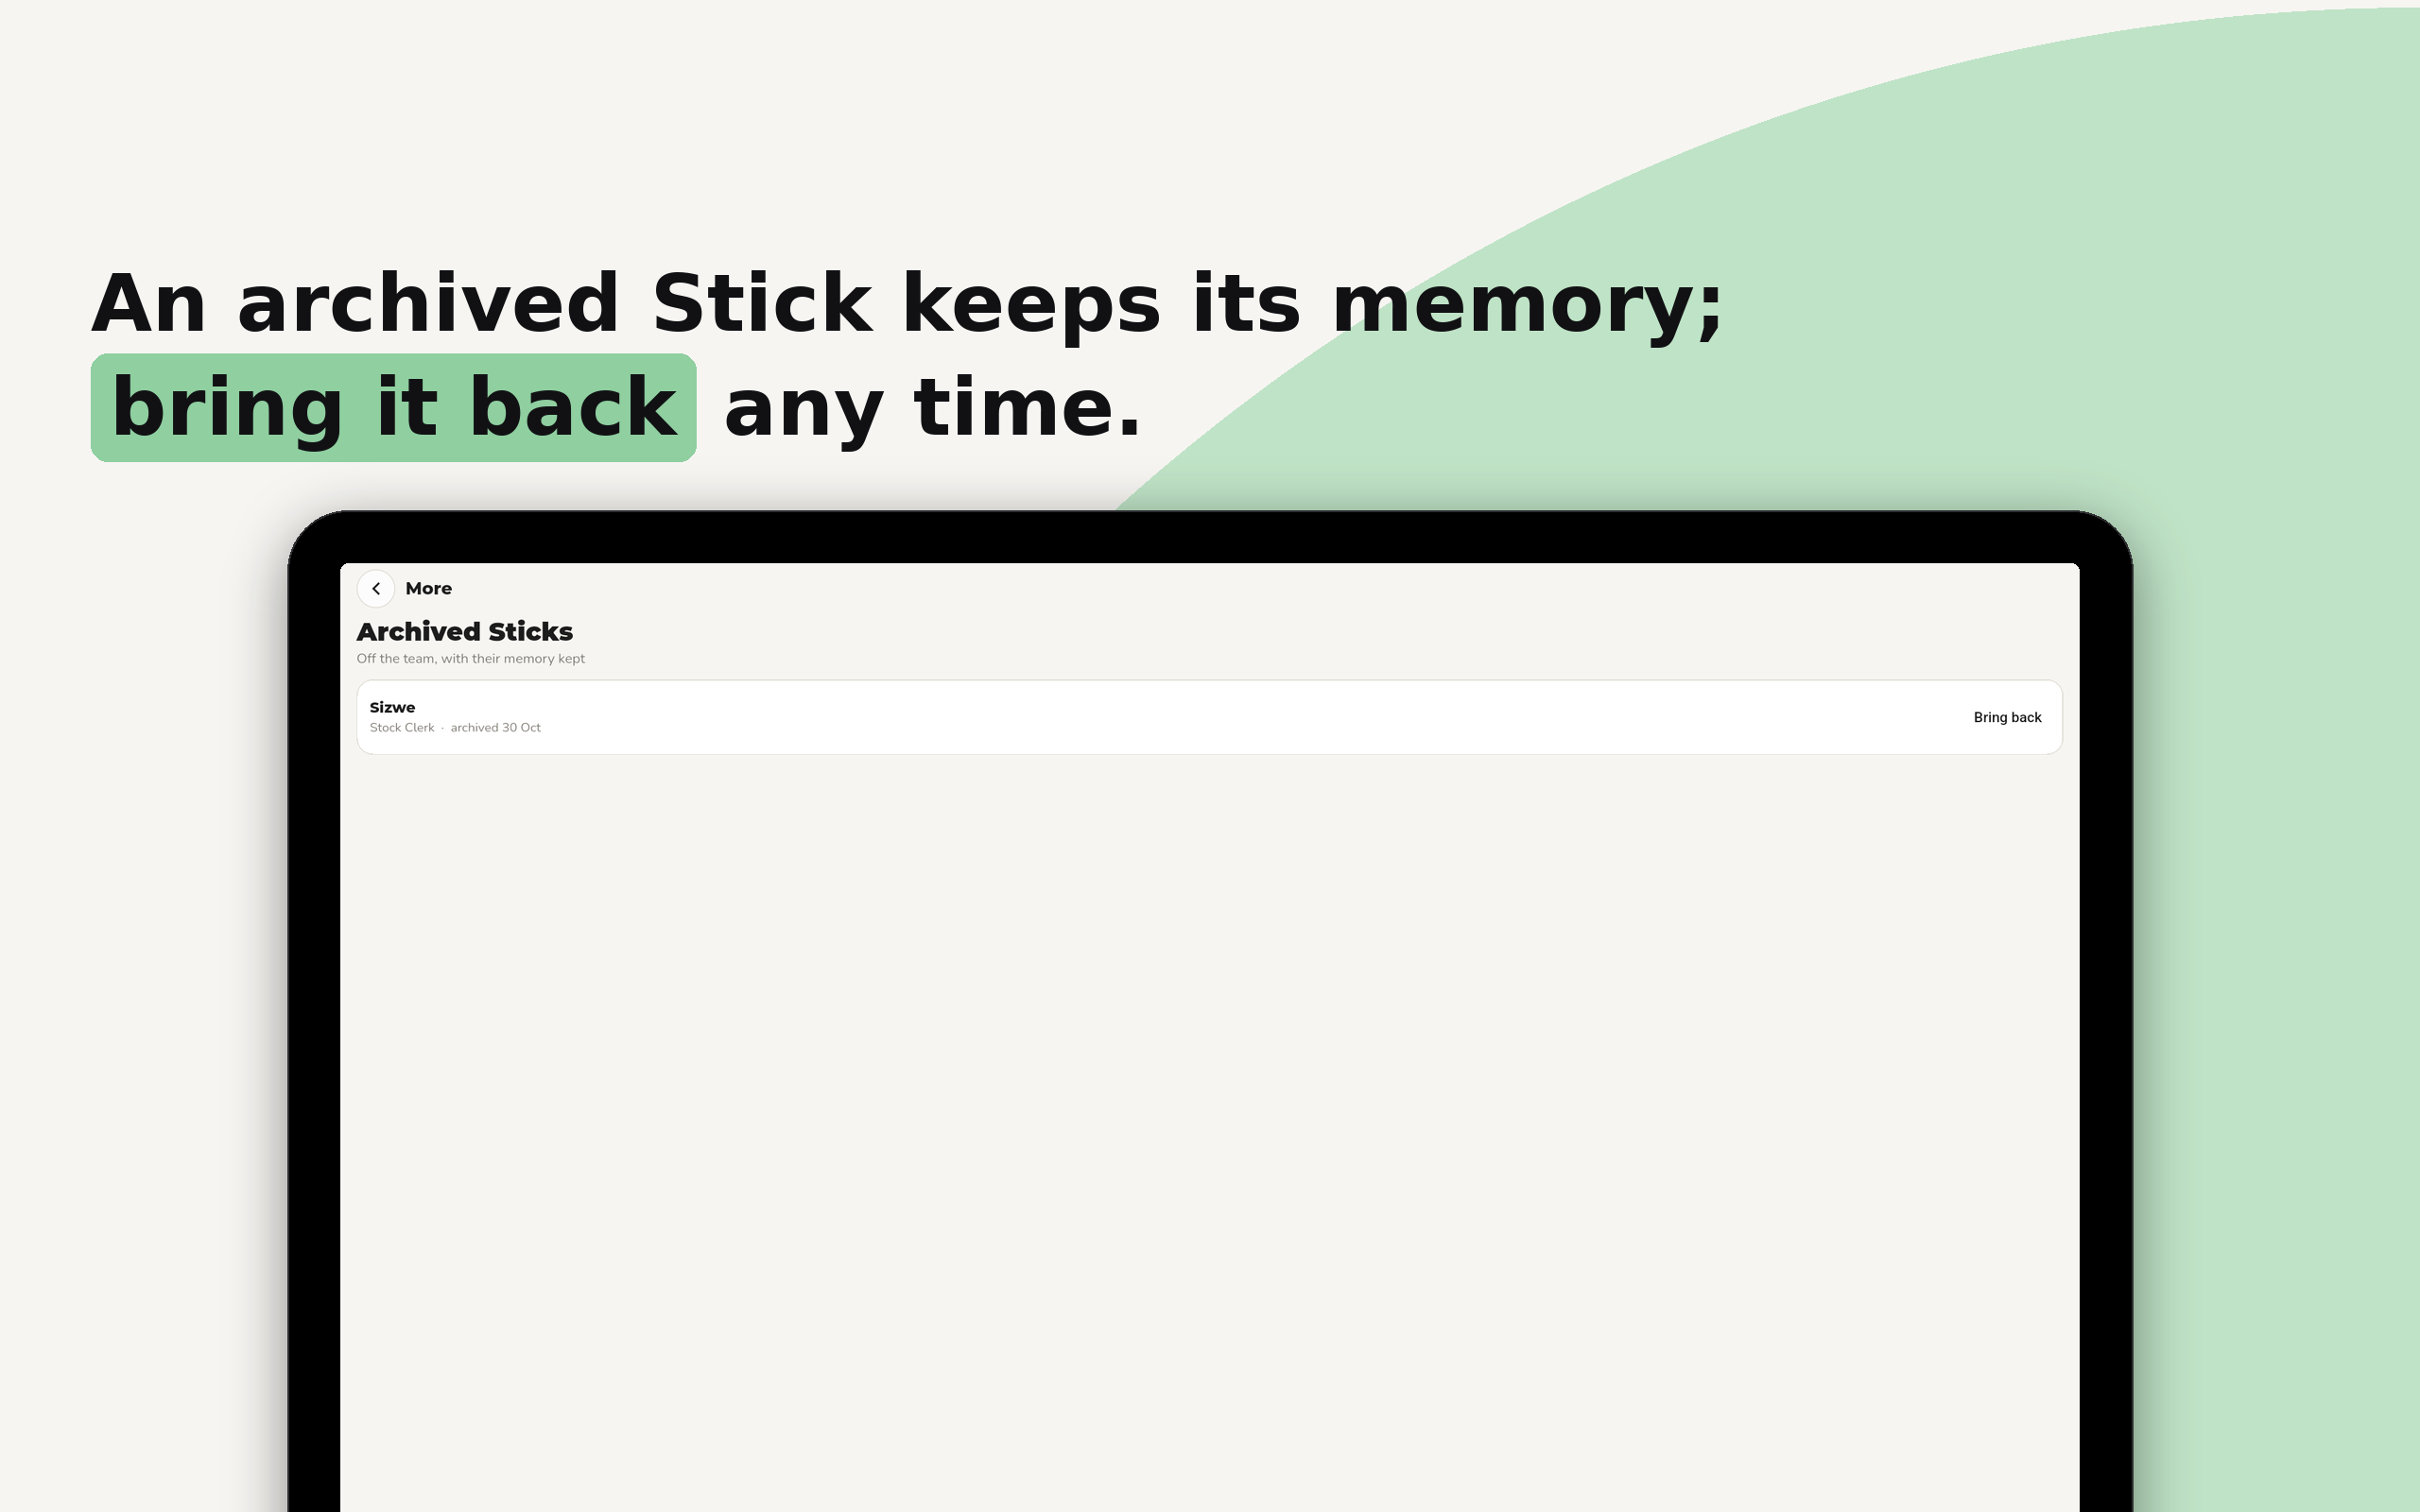 An archived Stick keeps its memory;
bring it back any time.
More
Archived Sticks
Off the team, with their memory kept
Sizwe
Stock Clerk · archived 30 Oct
Bring back